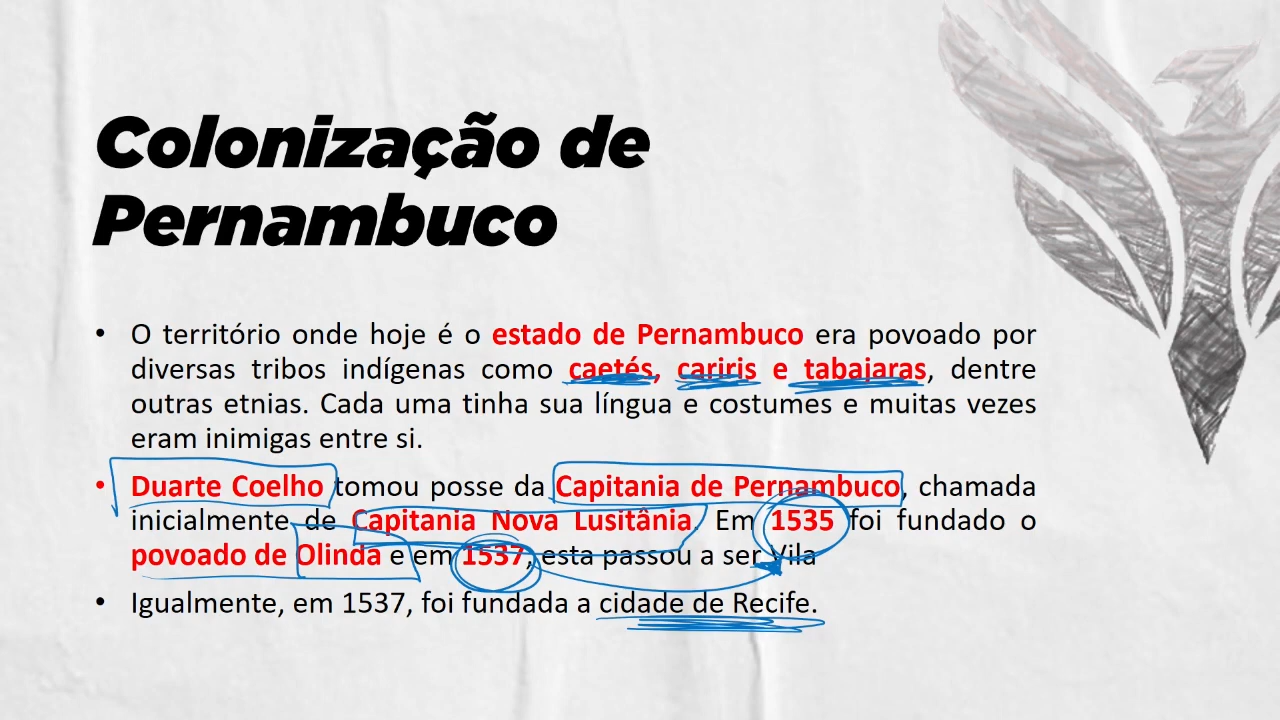 Colonização de
Pernambuco
• O território onde hoje é o estado de Pernambuco era povoado por
diversas tribos indígenas como caetés, cariris e tabajaras, dentre
outras etnias. Cada uma tinha sua língua e costumes e muitas vezes
eram inimigas entre si.
• Duarte Coelho tomou posse da Capitania de Pernambuco, chamada
inicialmente de Capitania Nova Lusitânia. Em 1535 foi fundado o
povoado de Olinda e em 1537, esta passou a ser Vila
• Igualmente, em 1537, foi fundada a cidade de Recife.